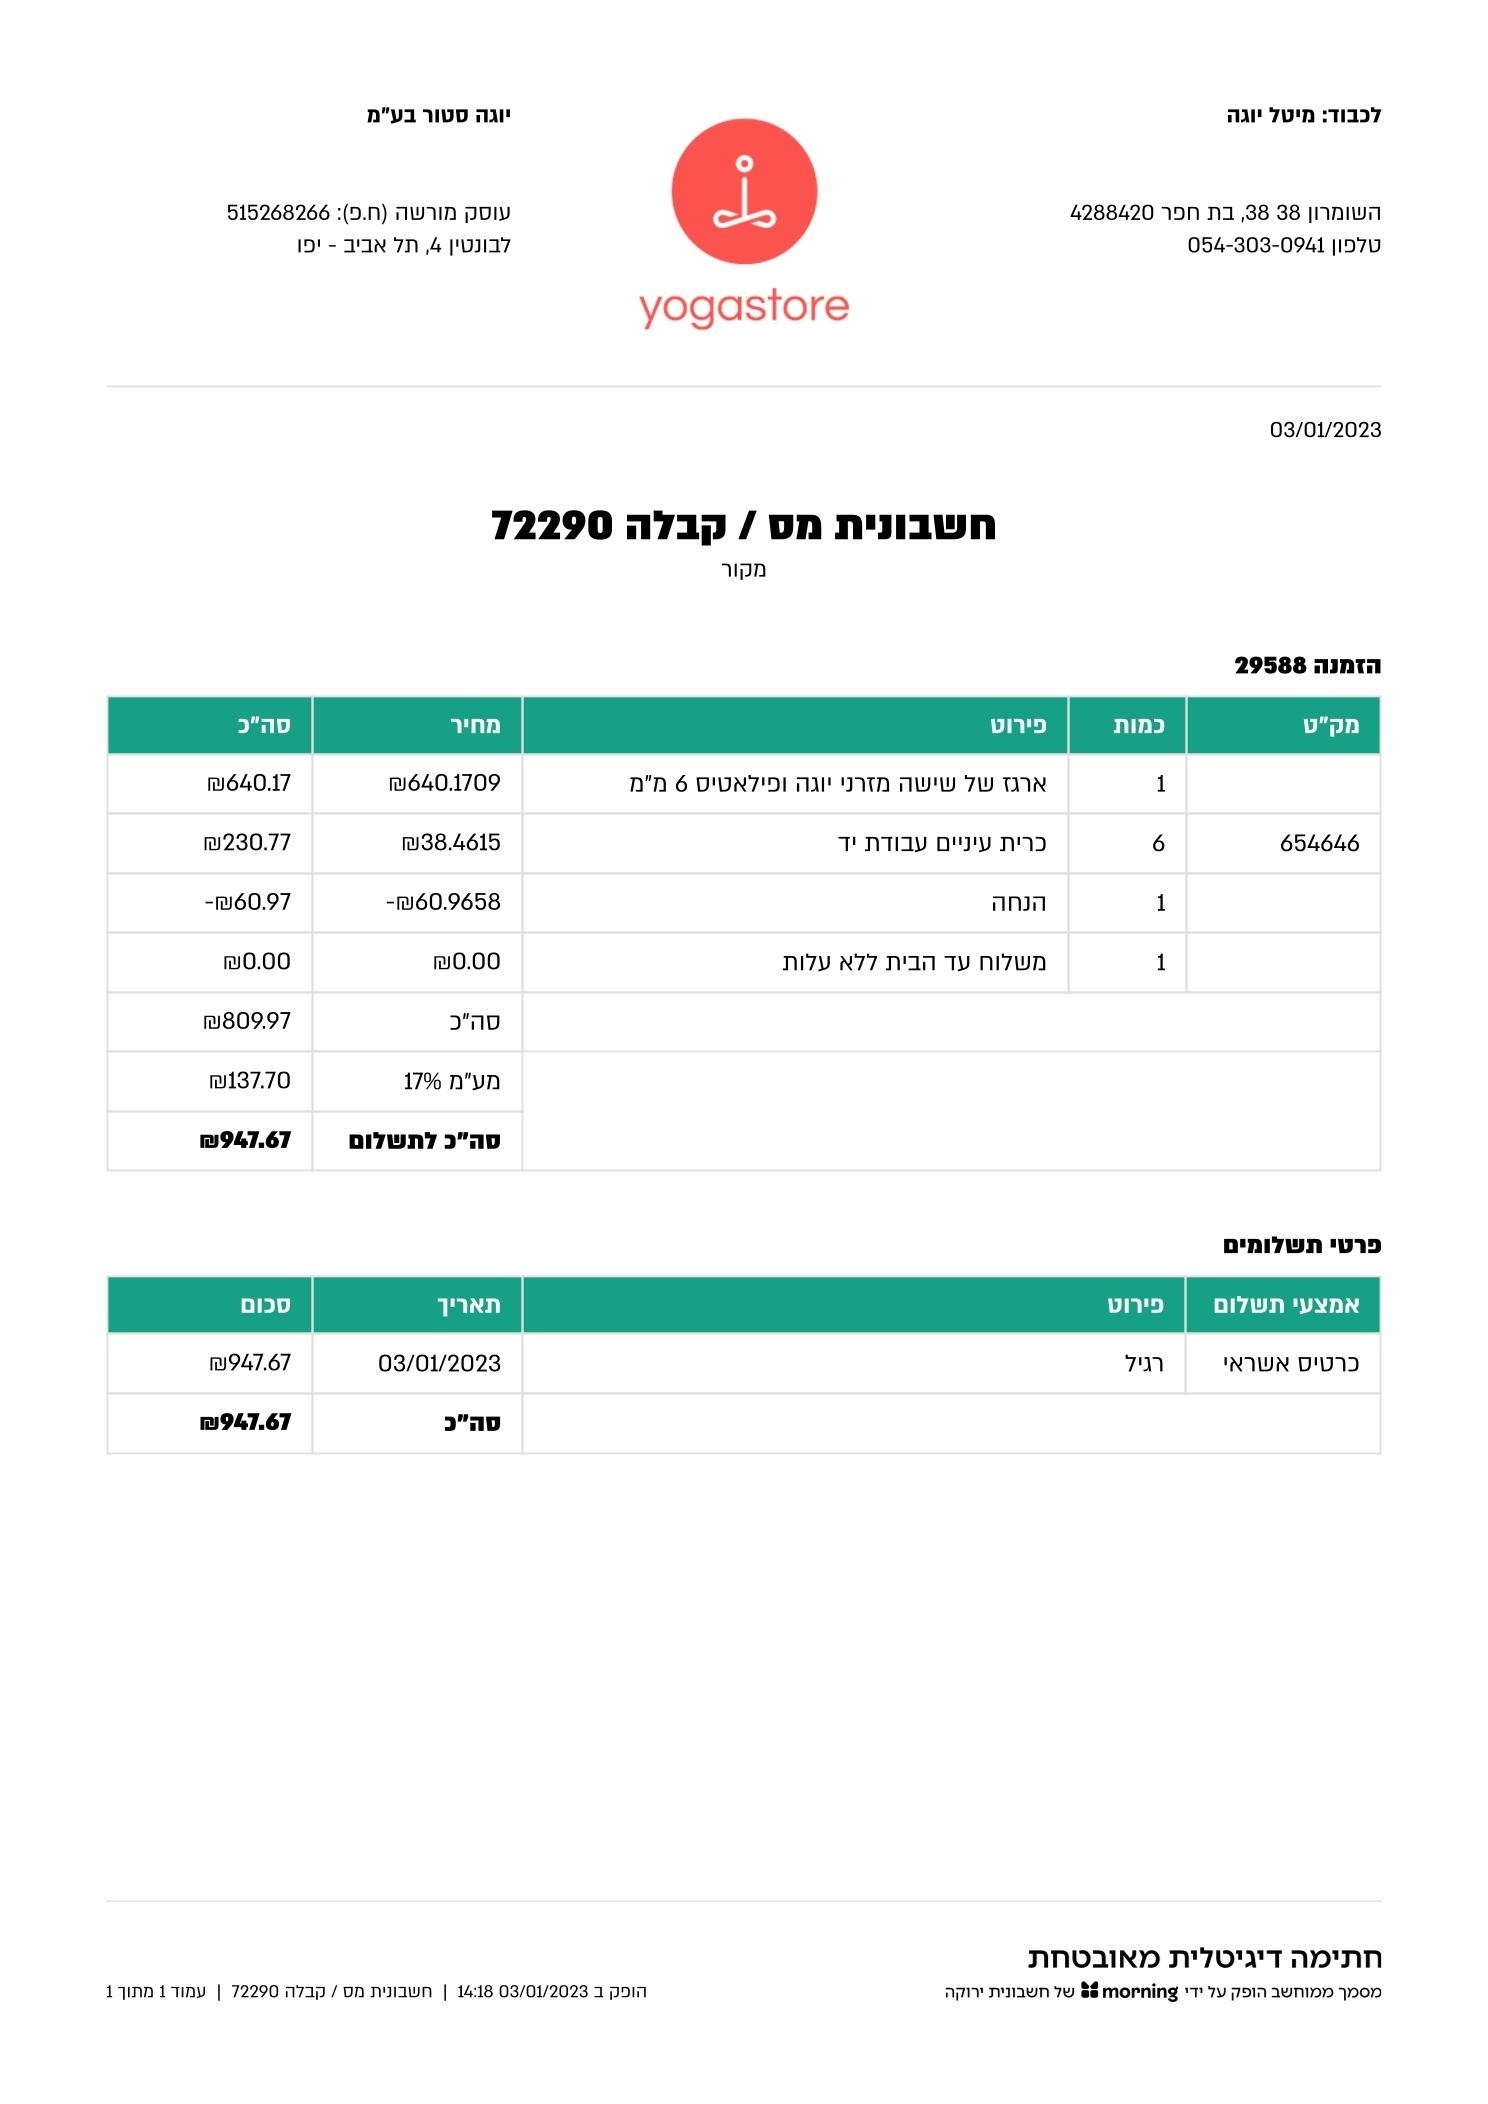 לכבוד: מיטל יוגה
השומרון 38 38, בת חפר 4288420
טלפון 054-303-0941
yogastore
יוגה סטור בע"מ
עוסק מורשה (ח.פ): 515268266
לבונטין 4, תל אביב - יפו
03/01/2023
חשבונית מס / קבלה 72290
מקור
הזמנה 29588
מק"ט כמות פירוט מחיר סה"כ
1 ארגז של שישה מזרני יוגה ופילאטיס 6 מ"מ ₪640.1709 ₪640.17
654646 6 כרית עיניים עבודת יד ₪38.4615 ₪230.77
1 הנחה -₪60.9658 -₪60.97
1 משלוח עד הבית ללא עלות ₪0.00 ₪0.00
סה"כ ₪809.97
מע"מ 17% ₪137.70
סה"כ לתשלום ₪947.67
פרטי תשלומים
אמצעי תשלום פירוט תאריך סכום
כרטיס אשראי רגיל 03/01/2023 ₪947.67
סה"כ ₪947.67
חתימה דיגיטלית מאובטחת
מסמך ממוחשב הופק על ידי morning של חשבונית ירוקה
הופק ב 03/01/2023 14:18 | חשבונית מס / קבלה 72290 | עמוד 1 מתוך 1